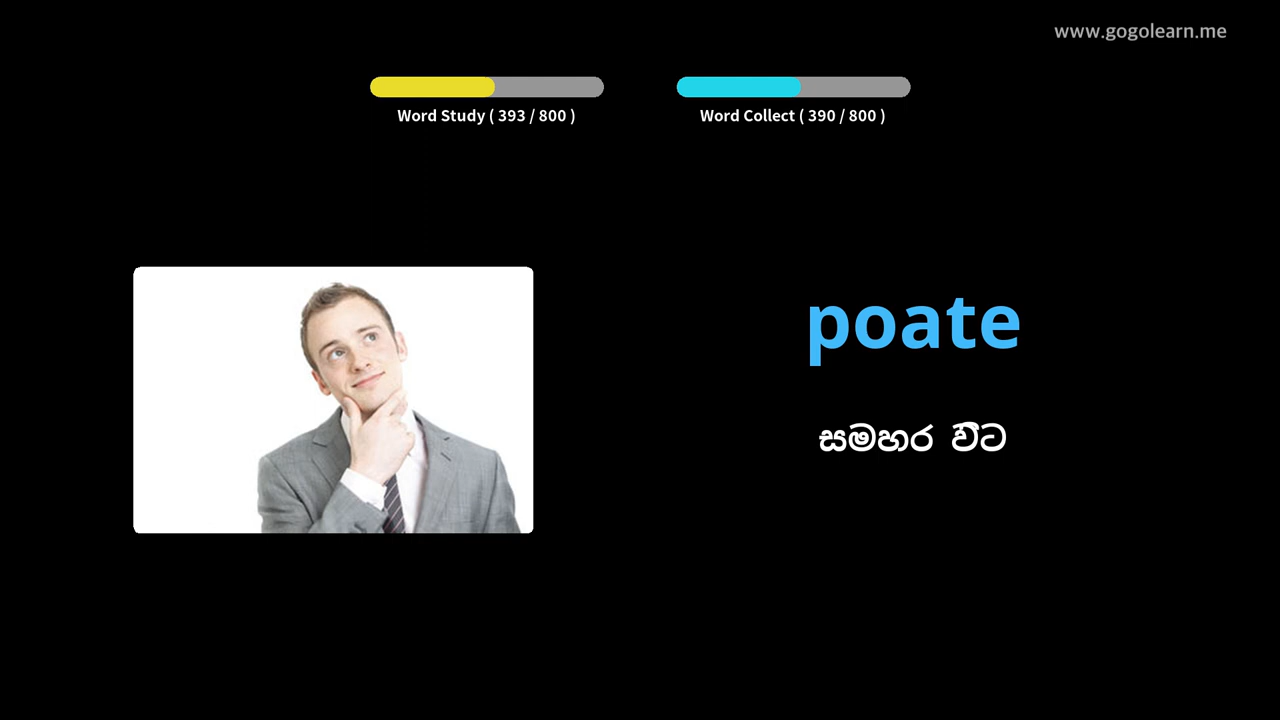 www.gogolearn.me
Word Study ( 393 / 800 )
Word Collect ( 390 / 800 )
poate
සමහර විට